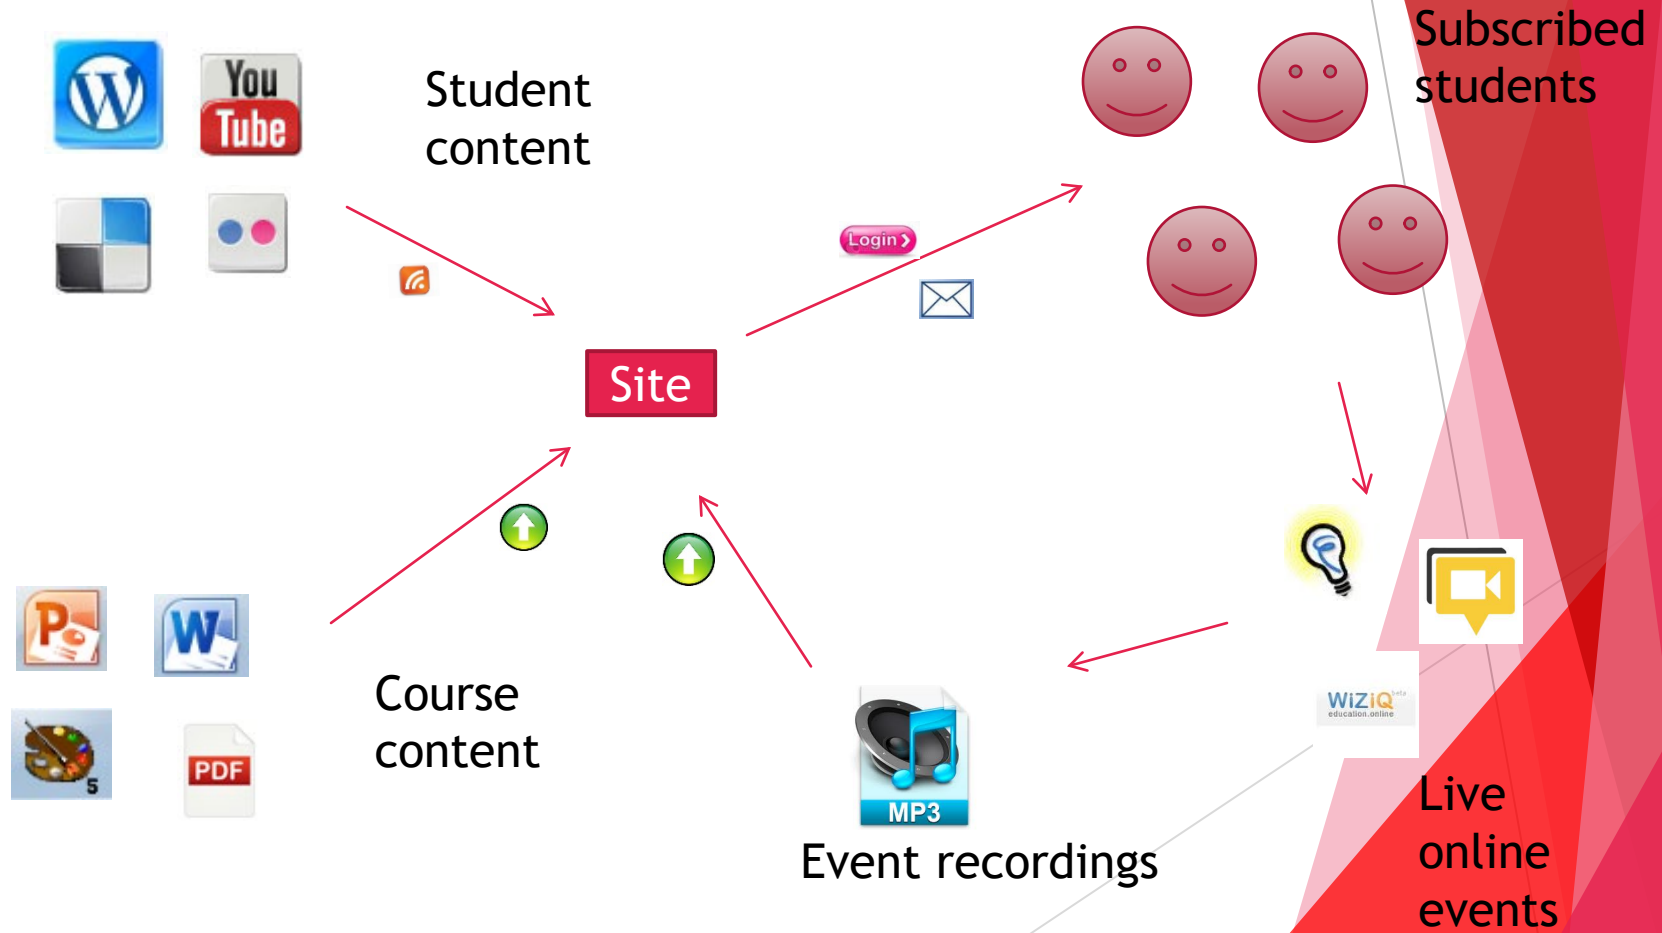 You
Tube
Student
content
Subscribed
students
Login
Site
Course
content
PDF
5
MP3
Event recordings
WiZiQ beta
education.online
Live
online
events